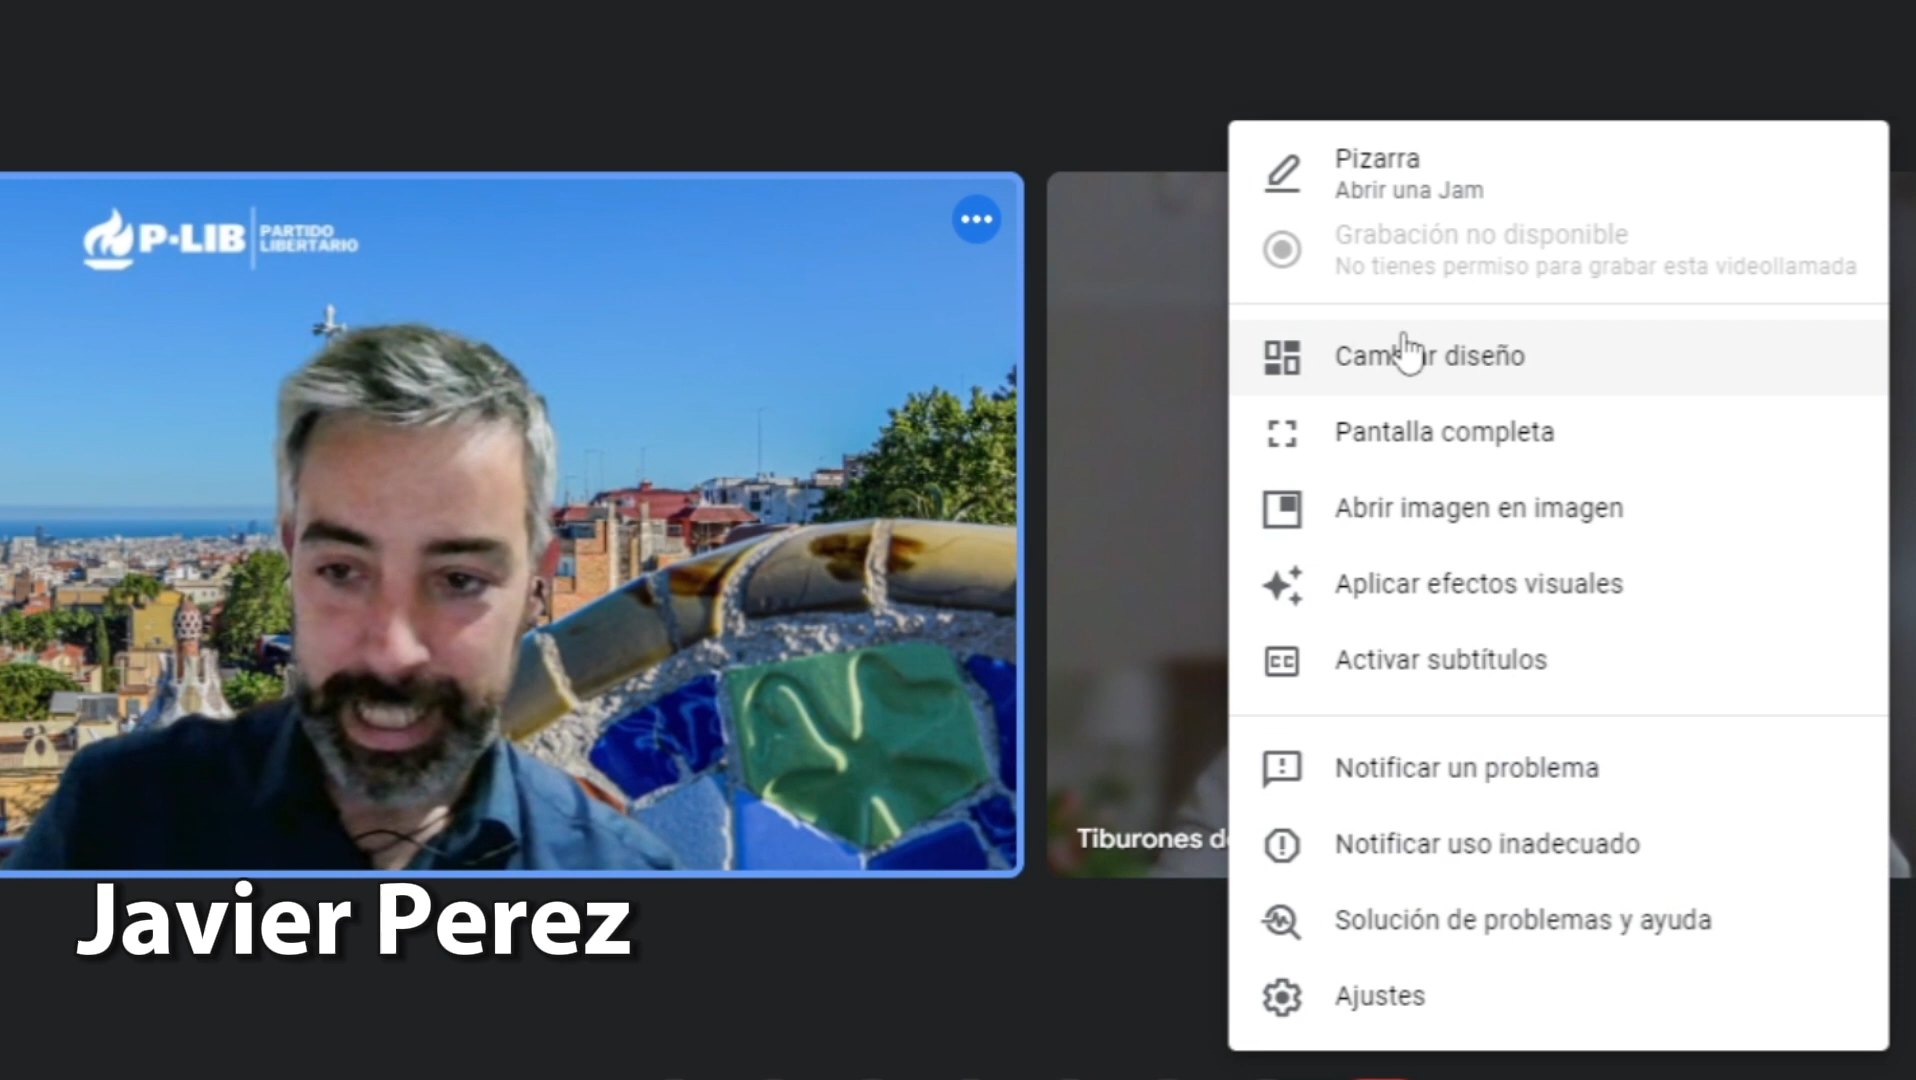 P-LIB
PARTIDO
LIBERTARIO
Javier Perez
Tiburones
Pizarra
Abrir una Jam
Grabación no disponible
No tienes permiso para grabar esta videollamada
diseño
Pantalla completa
Abrir imagen en imagen
Aplicar efectos visuales
CC
Activar subtítulos
Notificar un problema
Notificar uso inadecuado
Solución de problemas y ayuda
Ajustes